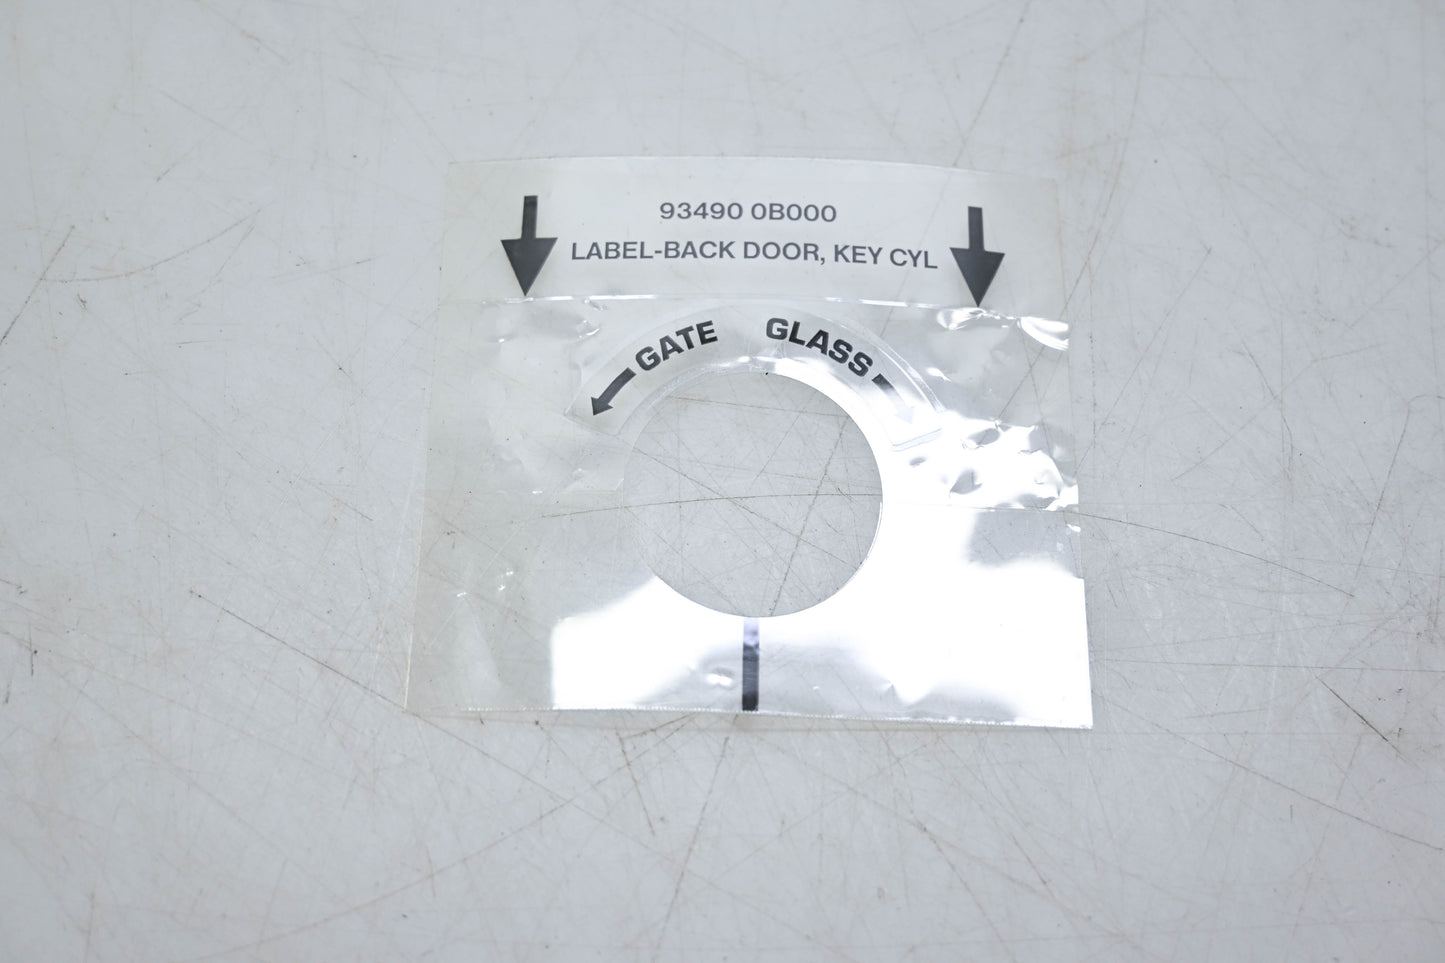 93490 0B000
LABEL-BACK DOOR, KEY CYL
GATE GLASS